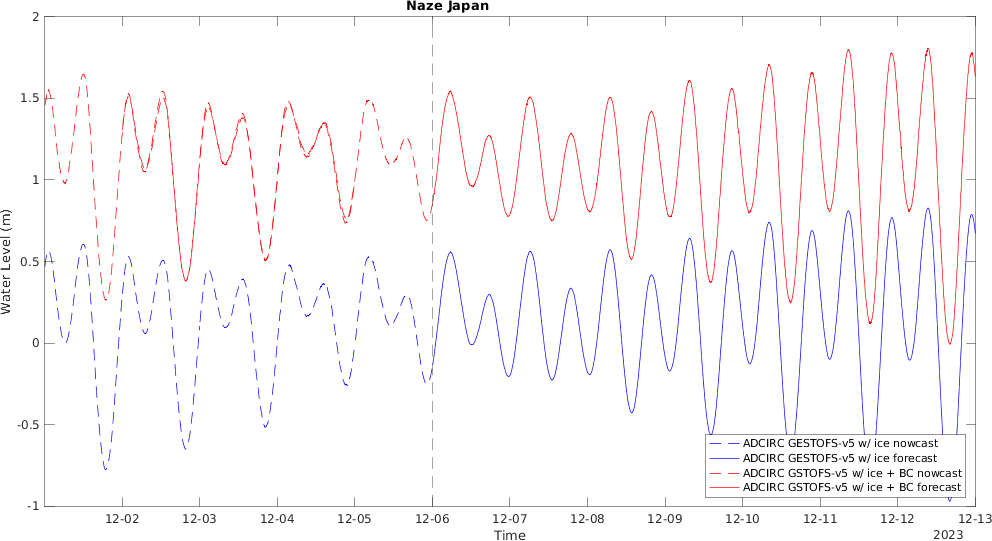 Naze Japan
2
1.5
1
0.5
0
-0.5
-1
Water Level (m)
12-02 12-03 12-04 12-05 12-06 12-07 12-08 12-09 12-10 12-11 12-12 12-13
Time
2023
ADCIRC GESTOFS-v5 w/ ice nowcast
ADCIRC GESTOFS-v5 w/ ice forecast
ADCIRC GSTOFS-v5 w/ ice + BC nowcast
ADCIRC GSTOFS-v5 w/ ice + BC forecast